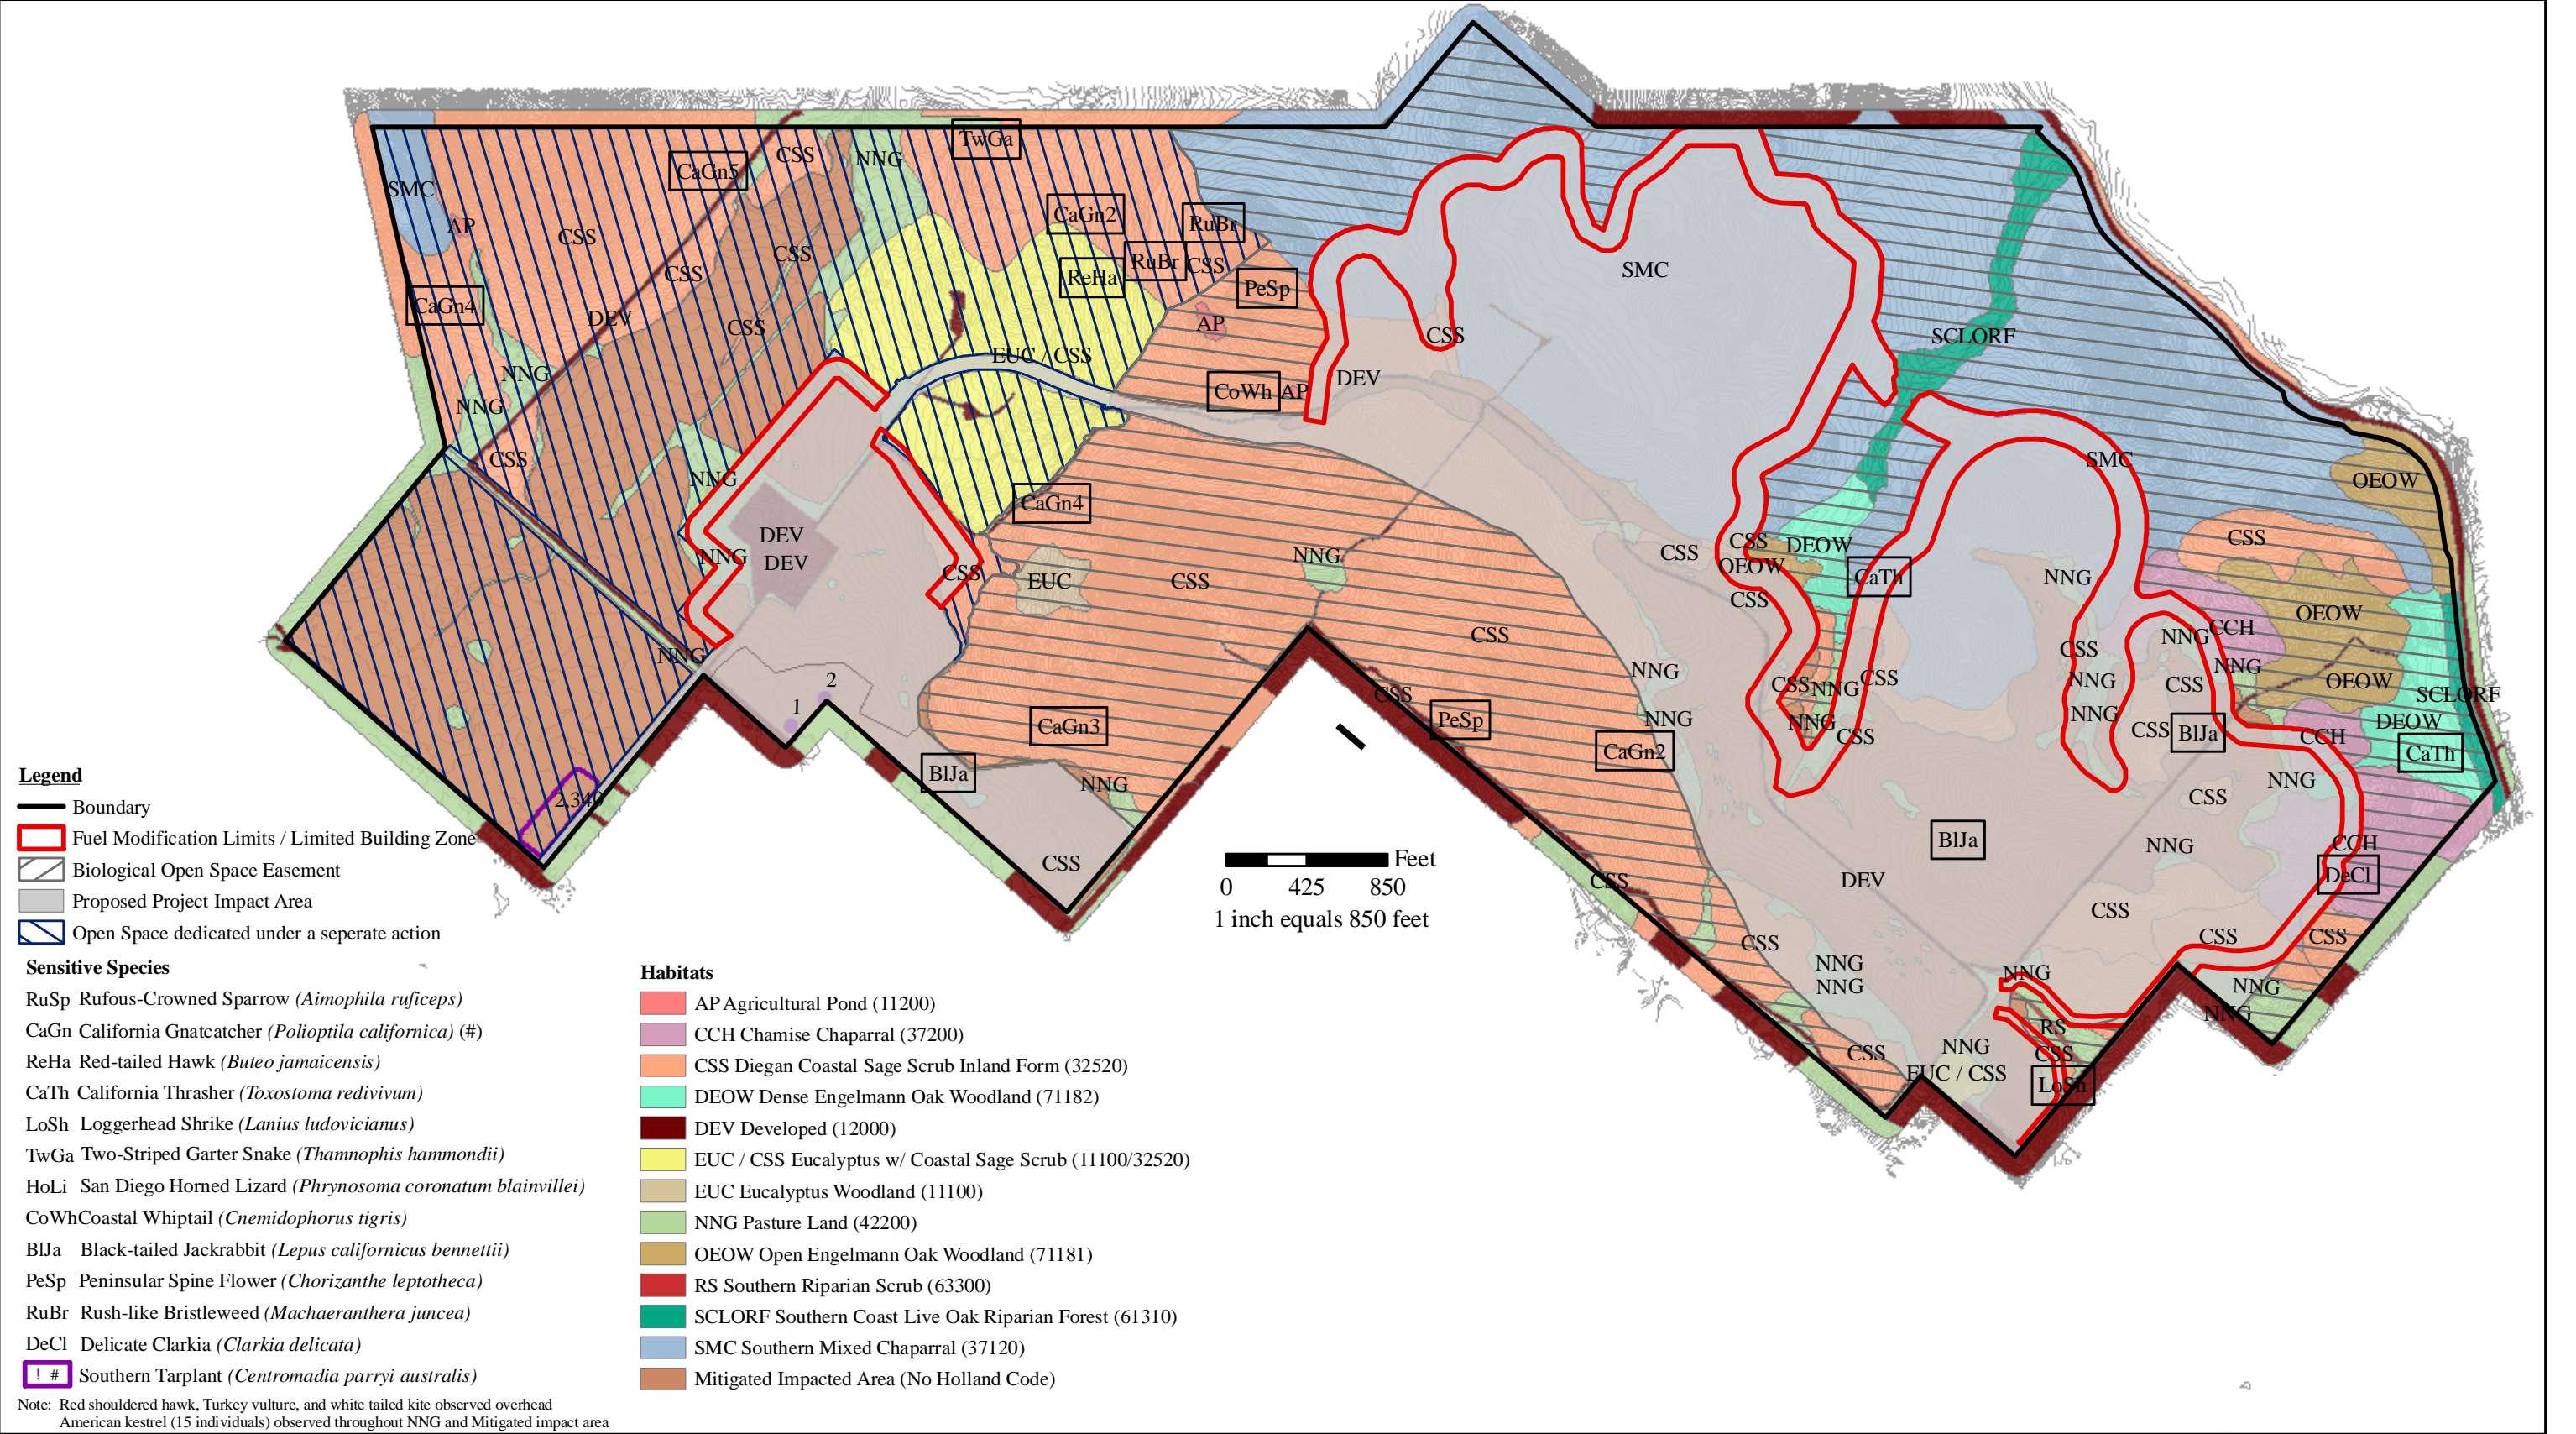 TwGa
CSS
NNG
CaGn5
SMC
AP
CSS
CaGn2
RuBr
CSS
CSS
RuBr
CSS
ReHa
PeSp
SMC
CaGn4
DEV
CSS
AP
CSS
SCLORF
EUC / CSS
NNG
DEV
CoWh
AP
NNG
CSS
SMC
NNG
OEOW
CaGn4
DEV
CSS
CSS
DEOW
NNG
NNG
CSS
OEOW
DEV
CSS
EUC
CSS
CaTh
NNG
CSS
OEOW
CSS
NNG
CCH
NNG
CSS
NNG
NNG
2
CSS
CSS
NNG
CSS
NNG
CSS
OEOW
SCLORF
1
CaGn3
PeSp
NNG
NNG
NNG
DEOW
CSS
CSS
BlJa
CCH
CaGn2
CaTh
BlJa
NNG
NNG
2,340
CSS
BlJa
NNG
CCH
CSS
CSS
DEV
DeCl
CSS
CSS
CSS
CSS
NNG
NNG
NNG
NNG
NNG
RS
NNG
CSS
CSS
EUC / CSS
LoSh
Feet
0 425 850
1 inch equals 850 feet
Legend
Boundary
Fuel Modification Limits / Limited Building Zone
Biological Open Space Easement
Proposed Project Impact Area
Open Space dedicated under a seperate action
Sensitive Species
RuSp Rufous-Crowned Sparrow (Aimophila ruficeps)
CaGn California Gnatcatcher (Polioptila californica) (#)
ReHa Red-tailed Hawk (Buteo jamaicensis)
CaTh California Thrasher (Toxostoma redivivum)
LoSh Loggerhead Shrike (Lanius ludovicianus)
TwGa Two-Striped Garter Snake (Thamnophis hammondii)
HoLi San Diego Horned Lizard (Phrynosoma coronatum blainvillei)
CoWh Coastal Whiptail (Cnemidophorus tigris)
BlJa Black-tailed Jackrabbit (Lepus californicus bennettii)
PeSp Peninsular Spine Flower (Chorizanthe leptotheca)
RuBr Rush-like Bristleweed (Machaeranthera juncea)
DeCl Delicate Clarkia (Clarkia delicata)
! # Southern Tarplant (Centromadia parryi australis)
Note: Red shouldered hawk, Turkey vulture, and white tailed kite observed overhead
American kestrel (15 individuals) observed throughout NNG and Mitigated impact area
Habitats
AP Agricultural Pond (11200)
CCH Chamise Chaparral (37200)
CSS Diegan Coastal Sage Scrub Inland Form (32520)
DEOW Dense Engelmann Oak Woodland (71182)
DEV Developed (12000)
EUC / CSS Eucalyptus w/ Coastal Sage Scrub (11100/32520)
EUC Eucalyptus Woodland (11100)
NNG Pasture Land (42200)
OEOW Open Engelmann Oak Woodland (71181)
RS Southern Riparian Scrub (63300)
SCLORF Southern Coast Live Oak Riparian Forest (61310)
SMC Southern Mixed Chaparral (37120)
Mitigated Impacted Area (No Holland Code)